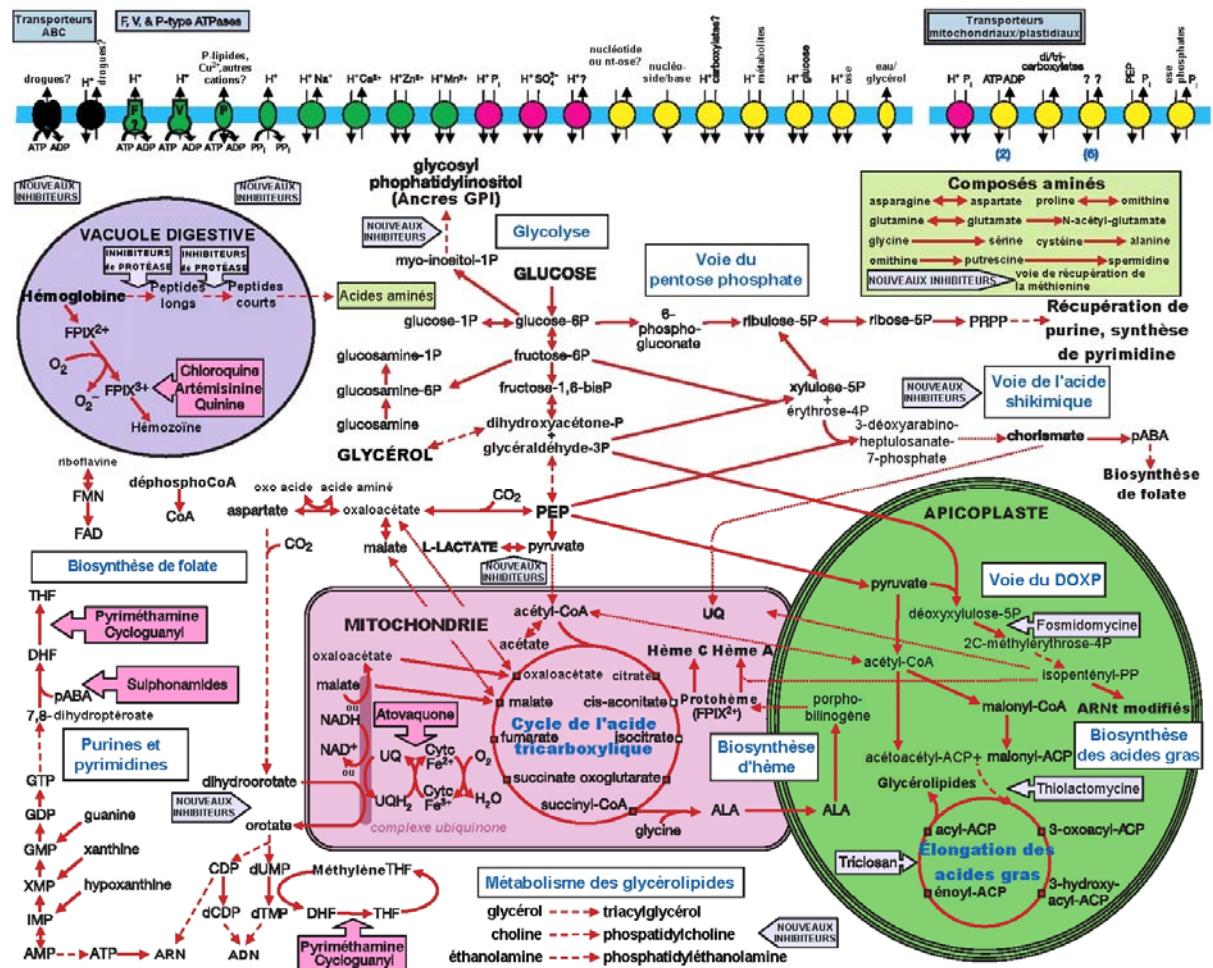 Transporteurs
ABC
F, V, & P-type ATPases
Transporteurs
mitochondriaux/plastidiaux
drogues?
H⁺
drogues?
H⁺
H⁺
P-lipides,
Cu²⁺,autres
cations?
H⁺
H⁺Na⁺
H⁺Ca²⁺
H⁺Zn²⁺
H⁺Mn²⁺
H⁺ Pi
H⁺SO₄²⁻
H⁺?
nucléotide
ou nt-ose?
nucléo-
side/base
H⁺
carboxylates?
H⁺
métabolites
H⁺
glucose
H⁺
ose
eau/
glycérol
H⁺ Pi
ATP ADP
di/tri-
carboxylates
? ?
PEP
Pi
ose
phosphates
Pi
F
?
V
P
ATP ADP
ATP ADP
ATP ADP
ATP ADP
PPi PPi
(2)
(6)
NOUVEAUX
INHIBITEURS
NOUVEAUX
INHIBITEURS
VACUOLE DIGESTIVE
INHIBITEURS
de PROTÉASE
INHIBITEURS
de PROTÉASE
Hémoglobine
Peptides
longs
Peptides
courts
Acides aminés
FPIX²⁺
O₂
O₂⁻
FPIX³⁺
Chloroquine
Artémisinine
Quinine
Hémozoïne
glycosyl
phophatidylinositol
(Ancres GPI)
NOUVEAUX
INHIBITEURS
Glycolyse
myo-inositol-1P
GLUCOSE
Voie du
pentose phosphate
glucose-1P
glucose-6P
6-
phospho-
gluconate
ribulose-5P
ribose-5P
PRPP
Récupération de
purine, synthèse
de pyrimidine
Composés aminés
asparagine
aspartate
proline
ornithine
glutamine
glutamate
N-acétyl-glutamate
glycine
sérine
cystéine
alanine
ornithine
putrescine
spermidine
NOUVEAUX INHIBITEURS
voie de récupération de
la méthionine
glucosamine-1P
fructose-6P
glucosamine-6P
fructose-1,6-bisP
glucosamine
dihydroxyacétone-P
+
glycéraldéhyde-3P
GLYCÉROL
xylulose-5P
+
érythrose-4P
NOUVEAUX
INHIBITEURS
Voie de l'acide
shikimique
3-déoxyarabino-
heptulosanate-
7-phosphate
chorismate
pABA
Biosynthèse
de folate
riboflavine
FMN
FAD
déphosphoCoA
CoA
oxo acide
acide aminé
aspartate
oxaloacétate
CO₂
PEP
malate
L-LACTATE
pyruvate
NOUVEAUX
INHIBITEURS
CO₂
Biosynthèse de folate
THF
Pyriméthamine
Cycloguanyl
DHF
pABA
Sulphonamides
7,8-dihydroptéroate
Purines et
pyrimidines
GTP
GDP
guanine
GMP
xanthine
XMP
hypoxanthine
IMP
AMP
ATP
ARN
dihydroorotate
NOUVEAUX
INHIBITEURS
orotate
CDP
dUMP
dCDP
dTMP
ADN
Méthylène
THF
DHF
THF
Pyriméthamine
Cycloguanyl
MITOCHONDRIE
acétyl-CoA
acétate
UQ
oxaloacétate
malate
ou
NADH
NAD⁺
ou
Atovaquone
UQ
UQH₂
Cytc
Fe²⁺
Cytc
Fe³⁺
O₂
H₂O
complexe ubiquinone
oxaloacétate
citrate
malate
cis-aconitate
Cycle de l'acide
tricarboxylique
fumarate
isocitrate
succinate
oxoglutarate
succinyl-CoA
glycine
ALA
Hème C
Hème A
Protohème
(FPIX²⁺)
Biosynthèse
d'hème
APICOPLASTE
pyruvate
Voie du DOXP
déoxyxylulose-5P
Fosmidomycine
2C-méthylérythrose-4P
acétyl-CoA
isopentényl-PP
porpho-
bilinogène
malonyl-CoA
ARNt modifiés
Biosynthèse
des acides gras
acétoacétyl-ACP+
malonyl-ACP
Glycérolipides
Thiolactomycine
ALA
acyl-ACP
3-oxoacyl-ACP
Elongation des
acides gras
Triclosan
énoyl-ACP
3-hydroxy-
acyl-ACP
Métabolisme des glycérolipides
glycérol
triacylglycérol
choline
phospatidylcholine
éthanolamine
phosphatidyléthanolamine
NOUVEAUX
INHIBITEURS